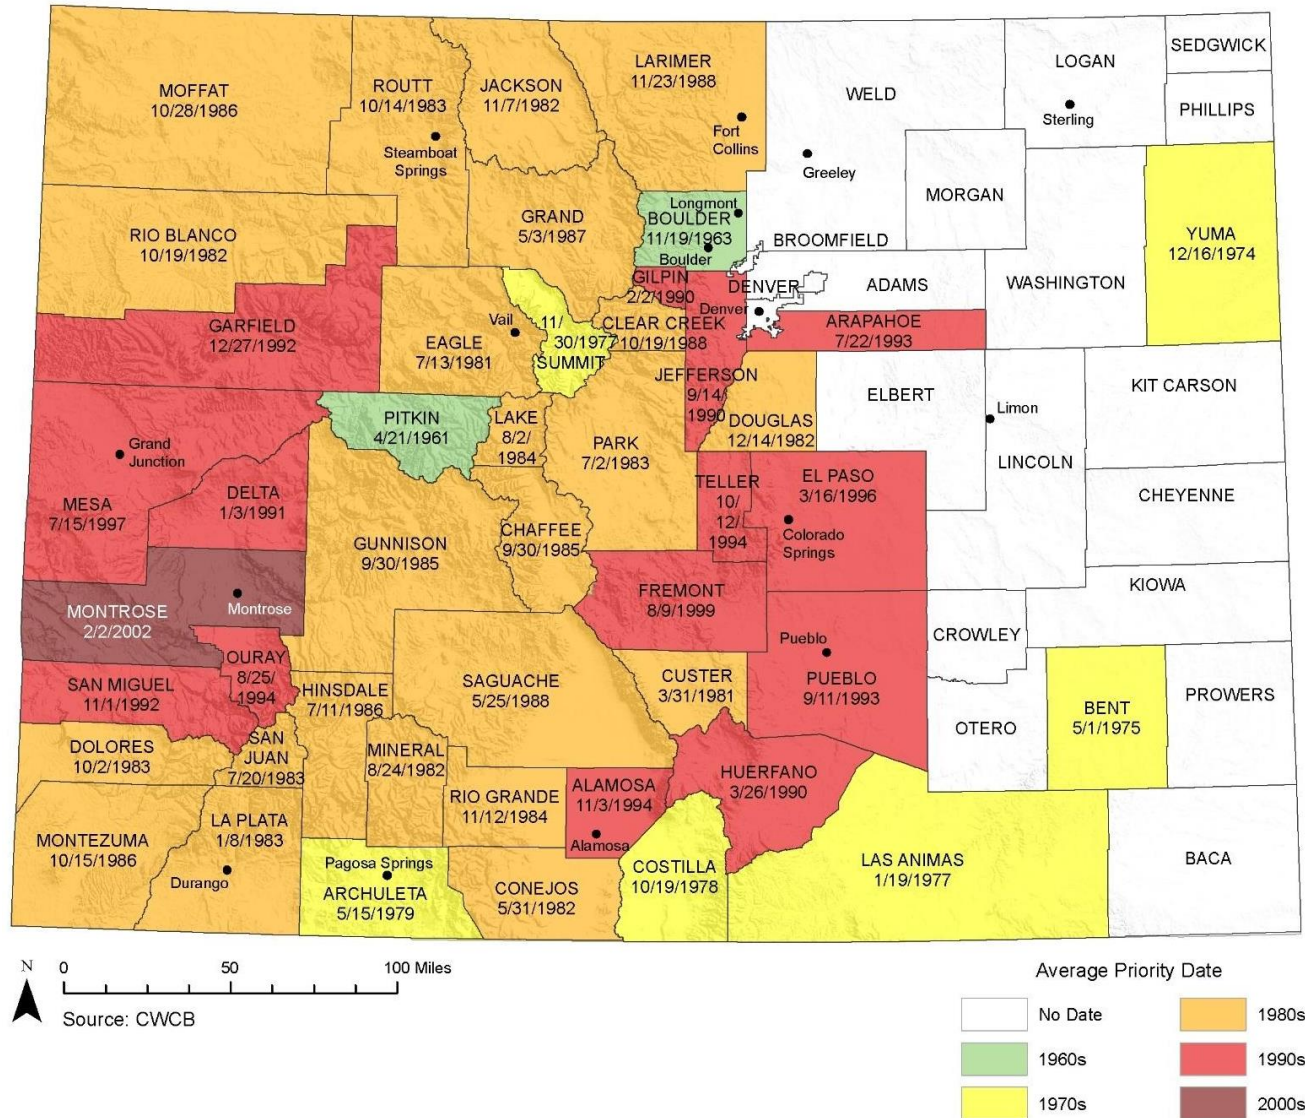 MOFFAT
10/28/1986
ROUTT
10/14/1983
Steamboat
Springs
JACKSON
11/7/1982
LARIMER
11/23/1988
Fort
Collins
WELD
Greeley
LOGAN
Sterling
SEDGWICK
PHILLIPS
MORGAN
YUMA
12/16/1974
RIO BLANCO
10/19/1982
GRAND
5/3/1987
Longmont
BOULDER
11/19/1963
Boulder
BROOMFIELD
WASHINGTON
GILPIN
2/2/1990
DENVER
Denver
ADAMS
GARFIELD
12/27/1992
EAGLE
7/13/1981
Vail
11/
30/1977
SUMMIT
CLEAR CREEK
10/19/1988
ARAPAHOE
7/22/1993
JEFFERSON
9/14/
1990
DOUGLAS
12/14/1982
ELBERT
Limon
LINCOLN
KIT CARSON
PITKIN
4/21/1961
LAKE
8/2/
1984
PARK
7/2/1983
Grand
Junction
MESA
7/15/1997
DELTA
1/3/1991
GUNNISON
9/30/1985
CHAFFEE
9/30/1985
TELLER
10/
12/
1994
EL PASO
3/16/1996
Colorado
Springs
CHEYENNE
KIOWA
MONTROSE
2/2/2002
Montrose
FREMONT
8/9/1999
CROWLEY
OURAY
8/25/
1994
SAN MIGUEL
11/1/1992
HINSDALE
7/11/1986
SAGUACHE
5/25/1988
CUSTER
3/31/1981
Pueblo
PUEBLO
9/11/1993
OTERO
BENT
5/1/1975
PROWERS
DOLORES
10/2/1983
SAN
JUAN
7/20/1983
MINERAL
8/24/1982
RIO GRANDE
11/12/1984
ALAMOSA
11/3/1994
Alamosa
HUERFANO
3/26/1990
MONTEZUMA
10/15/1986
LA PLATA
1/8/1983
Durango
Pagosa Springs
ARCHULETA
5/15/1979
CONEJOS
5/31/1982
COSTILLA
10/19/1978
LAS ANIMAS
1/19/1977
BACA
N
0 50 100 Miles
Source: CWCB
Average Priority Date
No Date
1960s
1970s
1980s
1990s
2000s